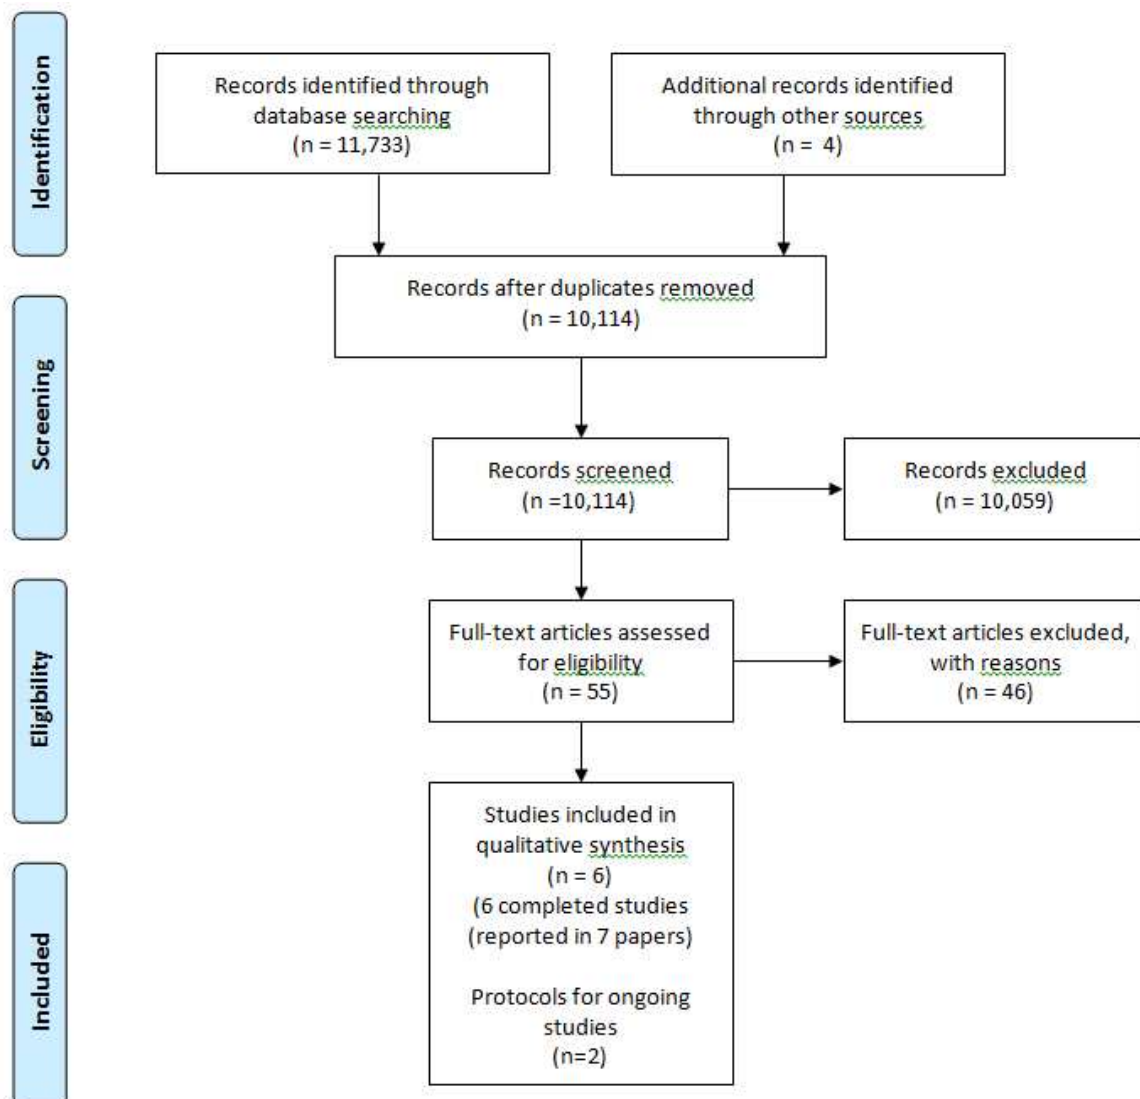 Identification
Records identified through
database searching
(n = 11,733)
Additional records identified
through other sources
(n = 4)
Records after duplicates removed
(n = 10,114)
Screening
Records screened
(n =10,114)
Records excluded
(n = 10,059)
Eligibility
Full-text articles assessed
for eligibility
(n = 55)
Full-text articles excluded,
with reasons
(n = 46)
Included
Studies included in
qualitative synthesis
(n = 6)
(6 completed studies
(reported in 7 papers)
Protocols for ongoing
studies
(n=2)